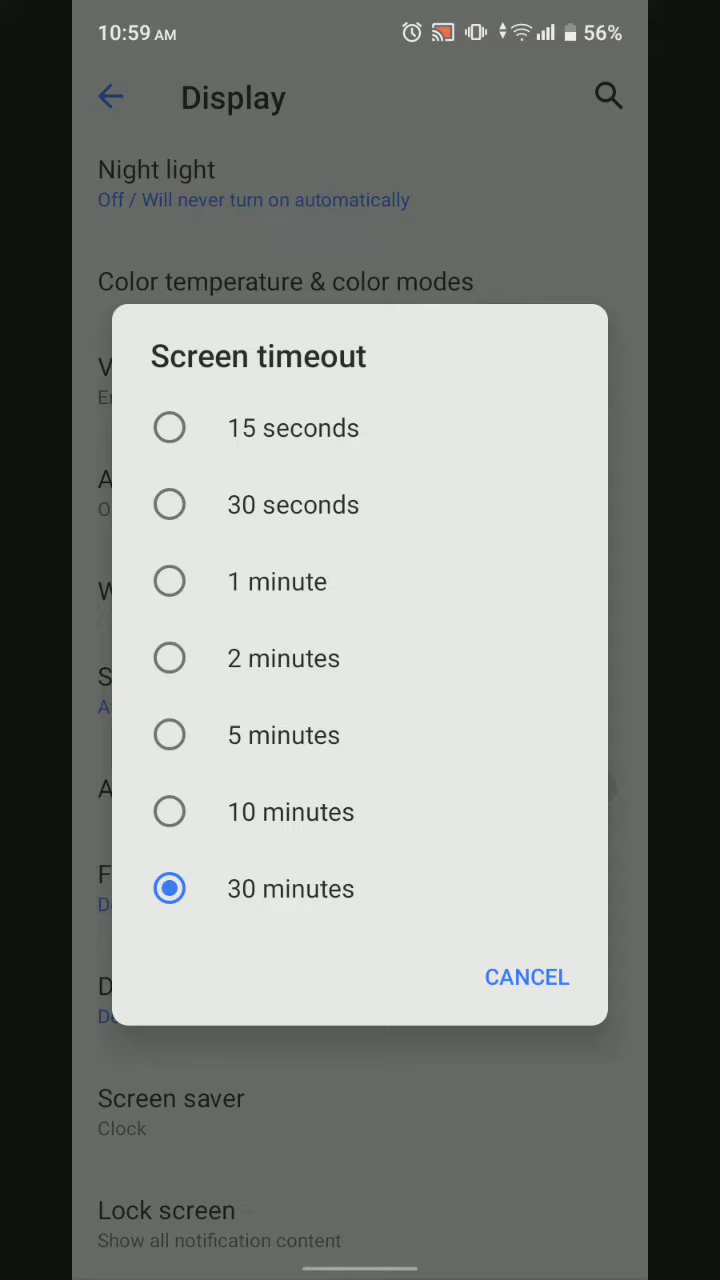 10:59 AM
56%
Display
Night light
Off / Will never turn on automatically
Color temperature & color modes
Screen timeout
15 seconds
30 seconds
1 minute
2 minutes
5 minutes
10 minutes
30 minutes
CANCEL
Screen saver
Clock
Lock screen
Show all notification content